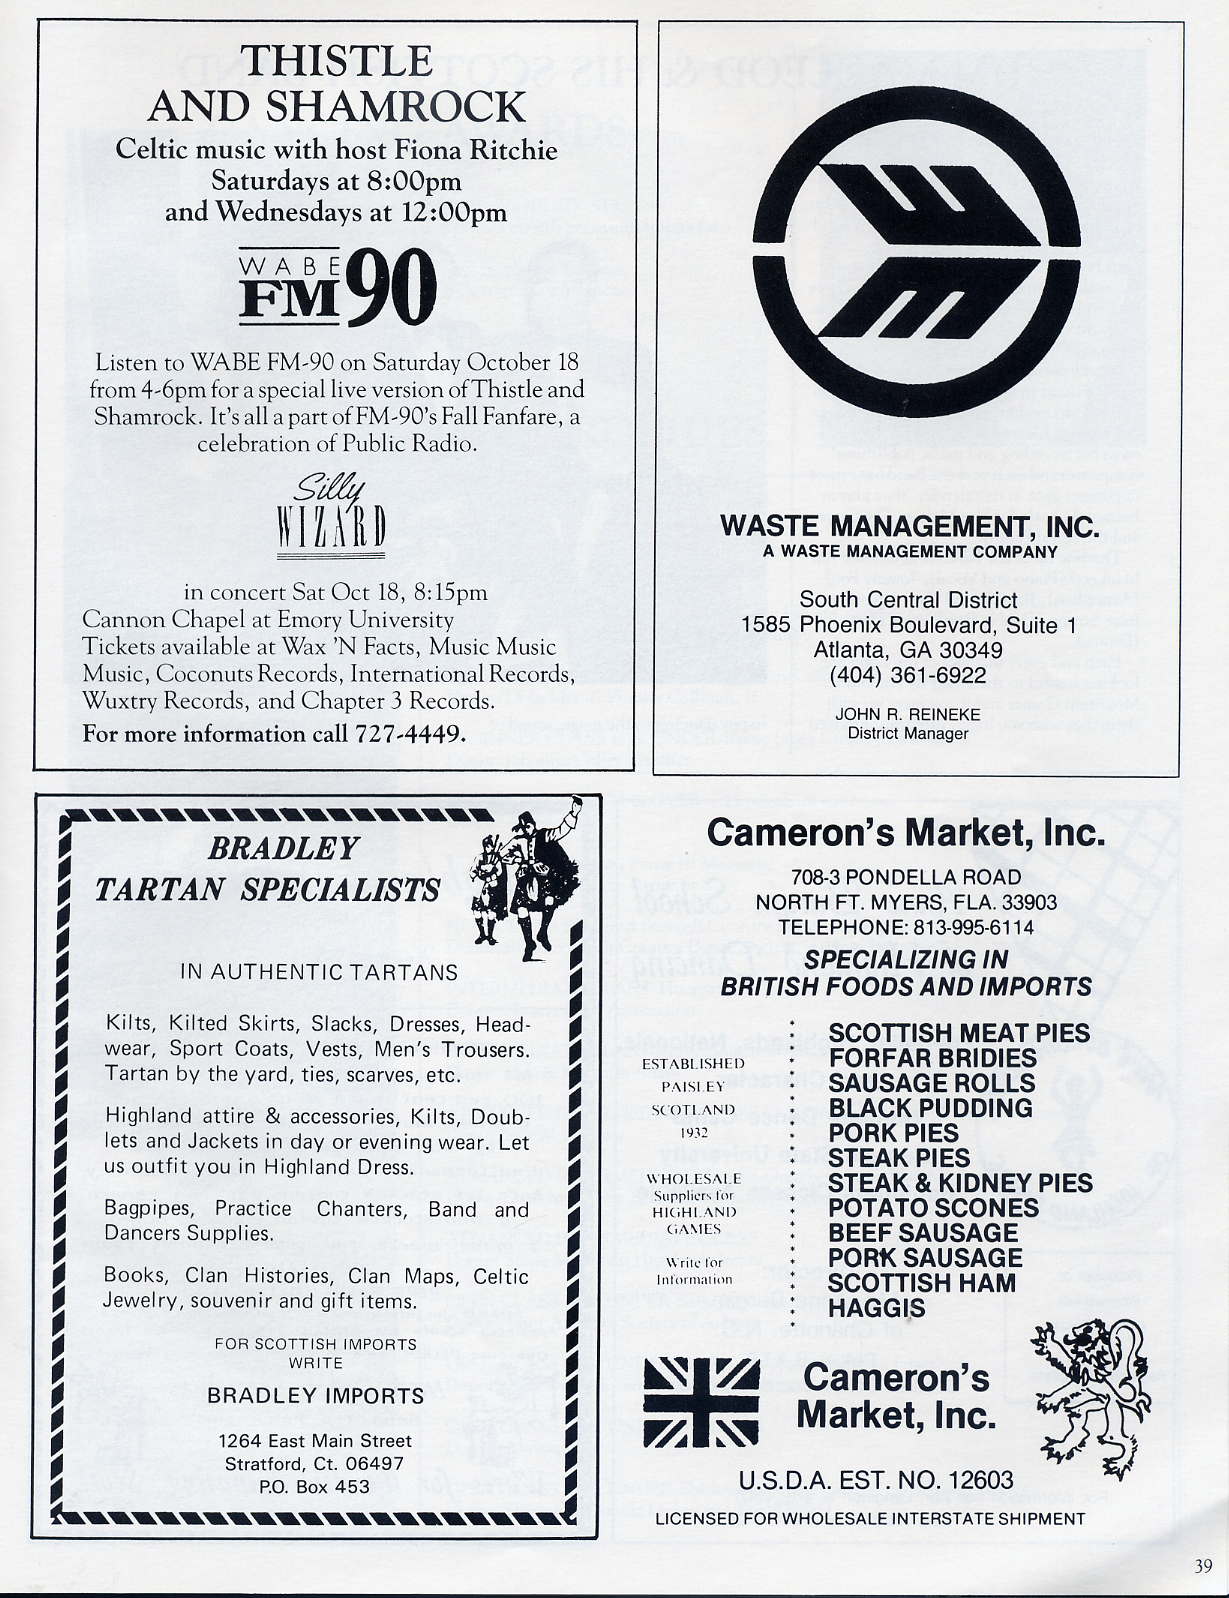 THISTLE
AND SHAMROCK
Celtic music with host Fiona Ritchie
Saturdays at 8:00pm
and Wednesdays at 12:00pm
WABE
FM 90
Listen to WABE FM-90 on Saturday October 18
from 4-6pm for a special live version of Thistle and
Shamrock. It's all a part of FM-90's Fall Fanfare, a
celebration of Public Radio.
Silly
WIZARD
in concert Sat Oct 18, 8:15pm
Cannon Chapel at Emory University
Tickets available at Wax 'N Facts, Music Music
Music, Coconuts Records, International Records,
Wuxtry Records, and Chapter 3 Records.
For more information call 727-4449.
WASTE MANAGEMENT, INC.
A WASTE MANAGEMENT COMPANY
South Central District
1585 Phoenix Boulevard, Suite 1
Atlanta, GA 30349
(404) 361-6922
JOHN R. REINEKE
District Manager
BRADLEY
TARTAN SPECIALISTS
IN AUTHENTIC TARTANS
Kilts, Kilted Skirts, Slacks, Dresses, Head-
wear, Sport Coats, Vests, Men's Trousers.
Tartan by the yard, ties, scarves, etc.
Highland attire & accessories, Kilts, Doub-
lets and Jackets in day or evening wear. Let
us outfit you in Highland Dress.
Bagpipes, Practice Chanters, Band and
Dancers Supplies.
Books, Clan Histories, Clan Maps, Celtic
Jewelry, souvenir and gift items.
FOR SCOTTISH IMPORTS
WRITE
BRADLEY IMPORTS
1264 East Main Street
Stratford, Ct. 06497
P.O. Box 453
Cameron's Market, Inc.
708-3 PONDELLA ROAD
NORTH FT. MYERS, FLA. 33903
TELEPHONE: 813-995-6114
SPECIALIZING IN
BRITISH FOODS AND IMPORTS
ESTABLISHED
PAISLEY
SCOTLAND
1932
WHOLESALE
Suppliers for
HIGHLAND
GAMES
Write for
Information
SCOTTISH MEAT PIES
FORFAR BRIDIES
SAUSAGE ROLLS
BLACK PUDDING
PORK PIES
STEAK PIES
STEAK & KIDNEY PIES
POTATO SCONES
BEEF SAUSAGE
PORK SAUSAGE
SCOTTISH HAM
HAGGIS
Cameron's
Market, Inc.
U.S.D.A. EST. NO. 12603
LICENSED FOR WHOLESALE INTERSTATE SHIPMENT
39